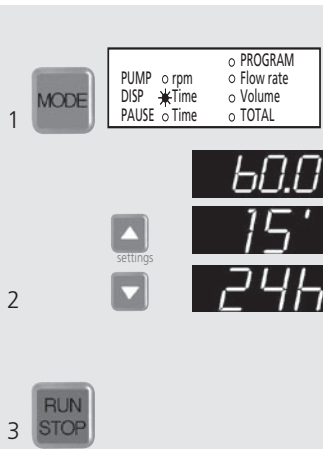 1 MODE
PROGRAM
PUMP rpm Flow rate
DISP Time Volume
PAUSE Time TOTAL
60.0
15'
settings
2 24h
RUN
3 STOP